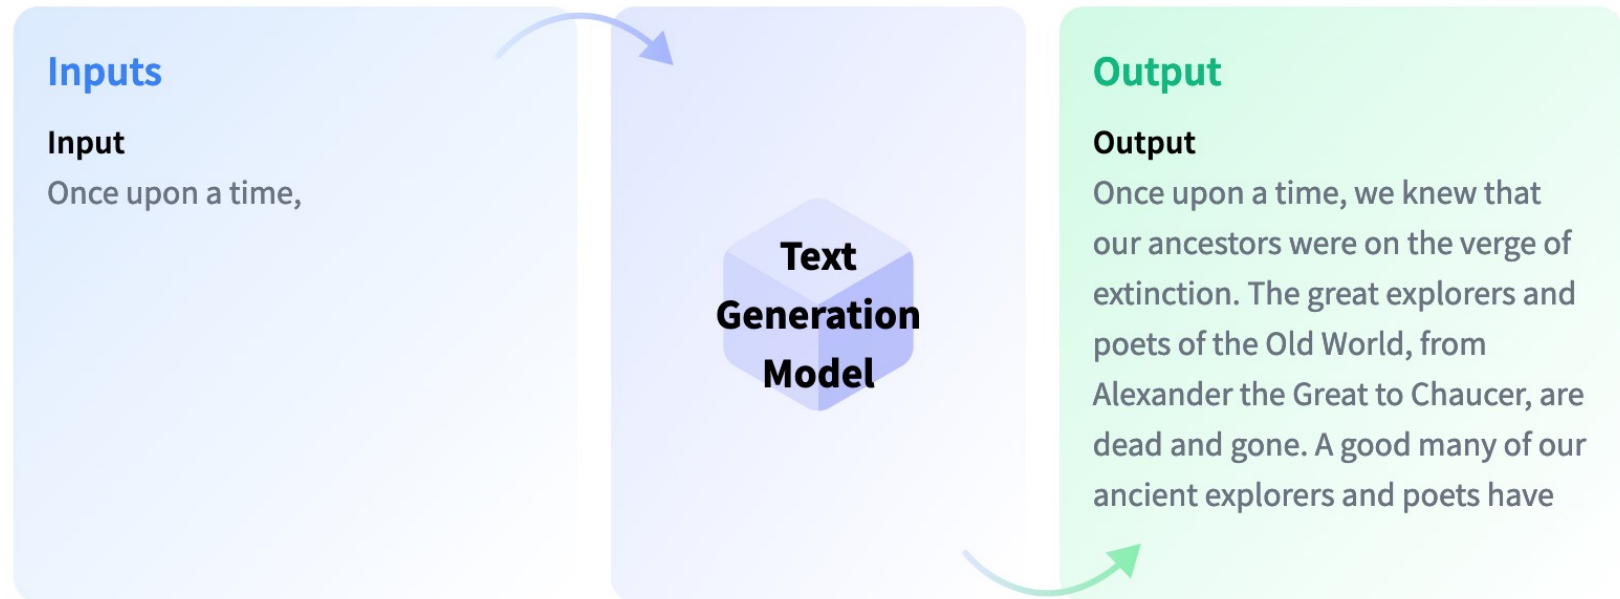 Inputs
Input
Once upon a time,
Text
Generation
Model
Output
Output
Once upon a time, we knew that
our ancestors were on the verge of
extinction. The great explorers and
poets of the Old World, from
Alexander the Great to Chaucer, are
dead and gone. A good many of our
ancient explorers and poets have